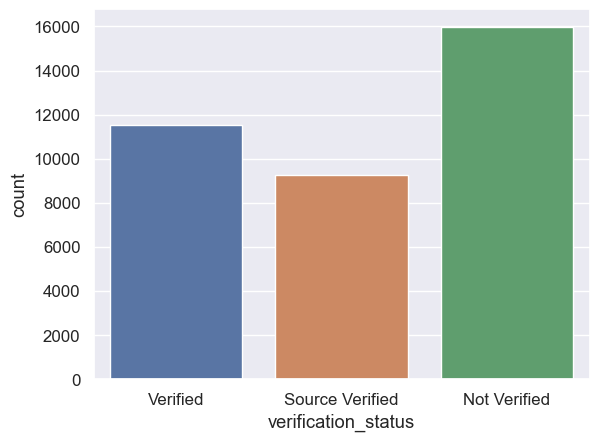 16000
14000
12000
10000
8000
6000
4000
2000
0
count
Verified
Source Verified
Not Verified
verification_status